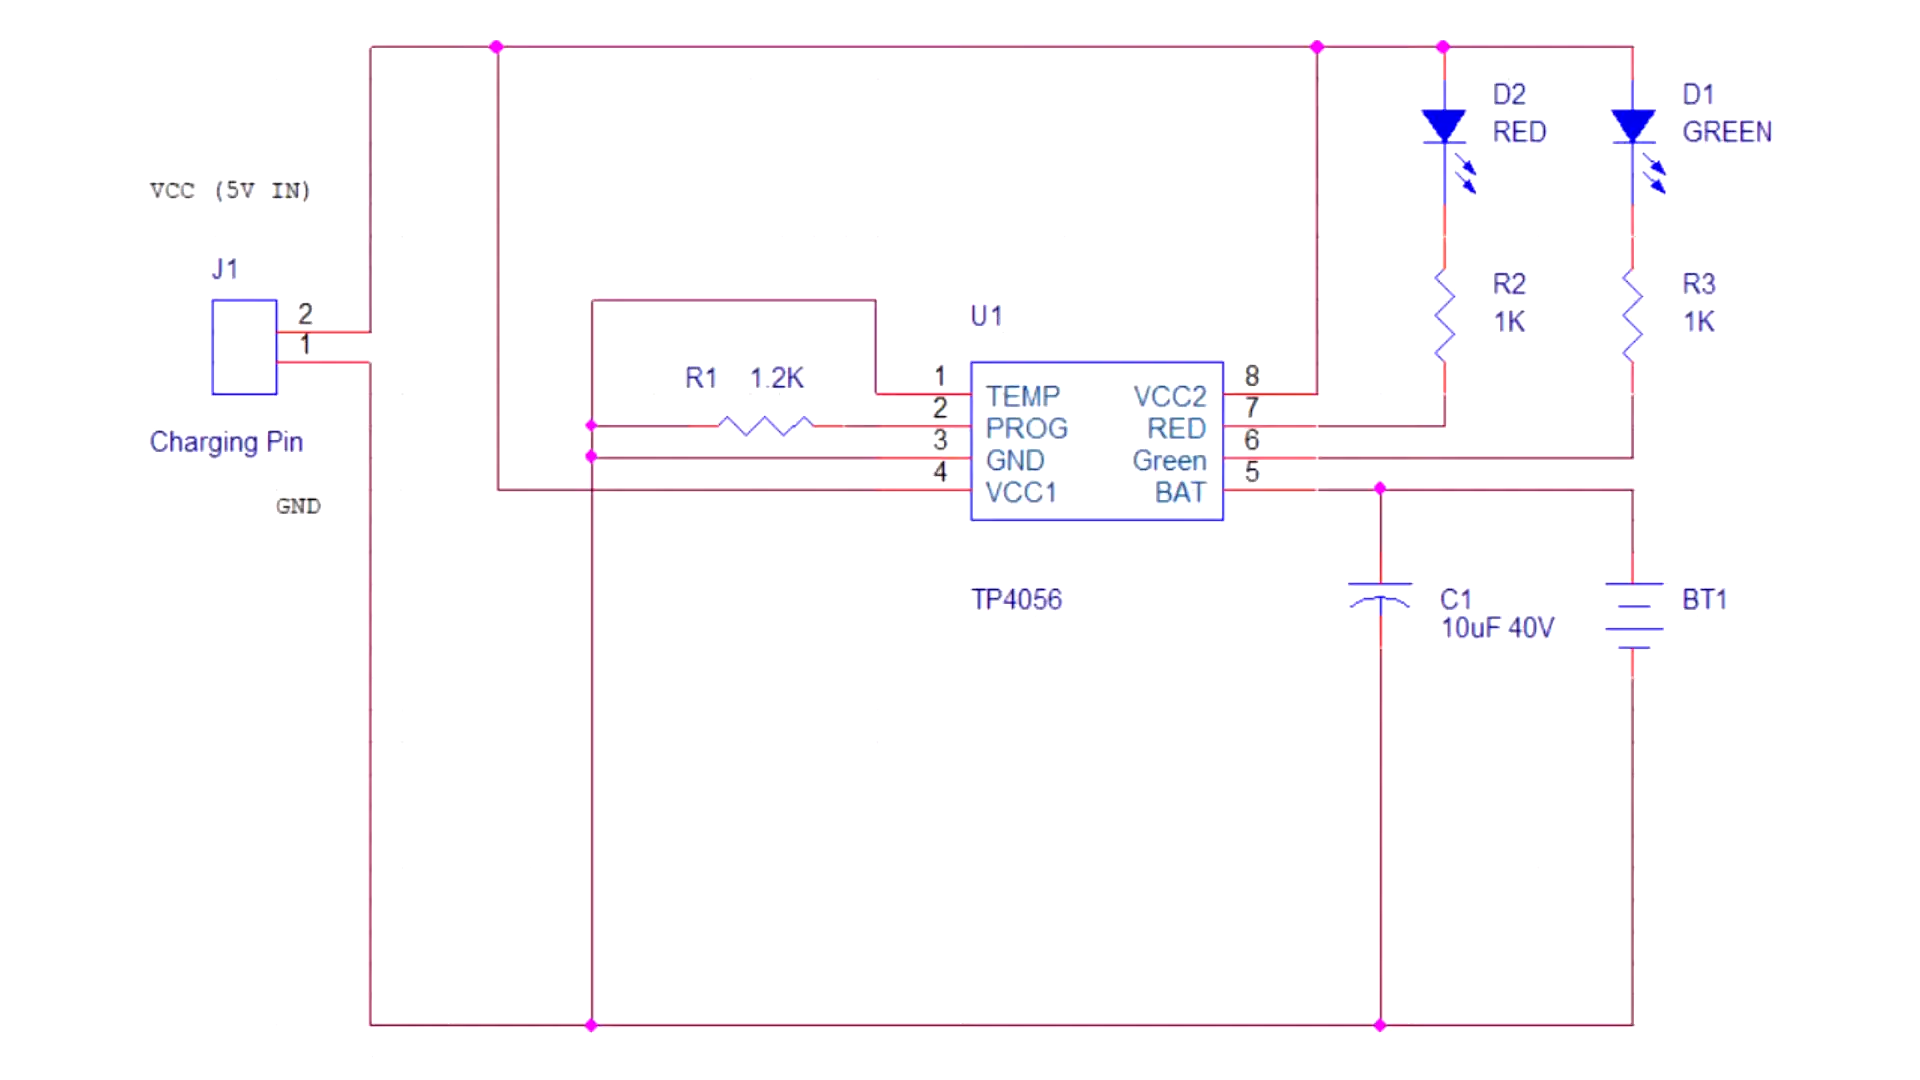 D2
RED
D1
GREEN
VCC (5V IN)
J1
2
1
R2
1K
R3
1K
U1
R1 1.2K
1
2
3
4
TEMP
PROG
GND
VCC1
VCC2
RED
Green
BAT
8
7
6
5
Charging Pin
GND
TP4056
C1
10uF 40V
BT1